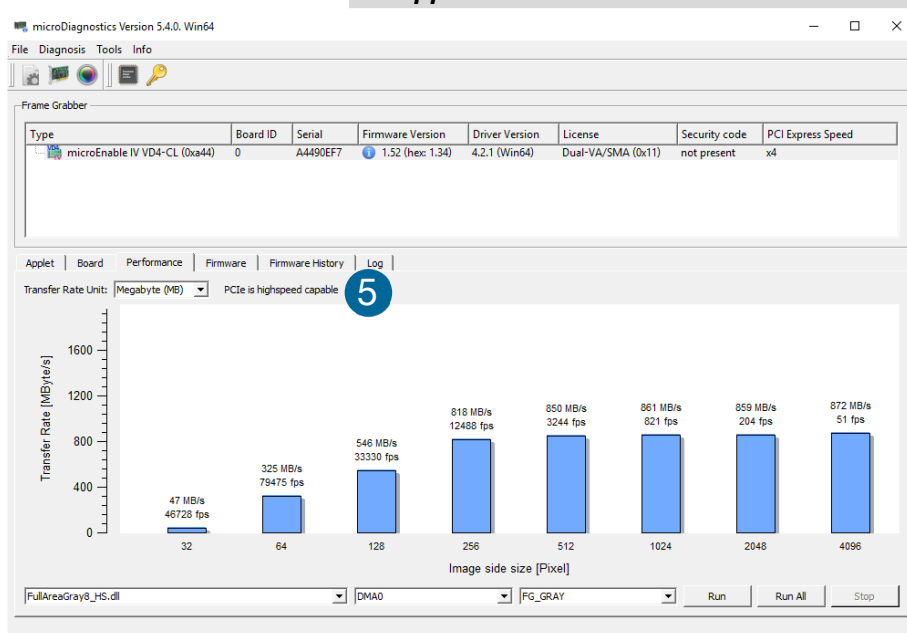 microDiagnostics Version 5.4.0. Win64
File Diagnosis Tools Info
Frame Grabber
Type Board ID Serial Firmware Version Driver Version License Security code PCI Express Speed
microEnable IV VD4-CL (0xa44) 0 A4490EF7 1.52 (hex: 1.34) 4.2.1 (Win64) Dual-VA/SMA (0x11) not present x4
Applet Board Performance Firmware Firmware History Log
Transfer Rate Unit: Megabyte (MB) PCIe is highspeed capable 5
Transfer Rate [MByte/s]
1600
1200
800
400
0
47 MB/s
46728 fps
325 MB/s
79475 fps
546 MB/s
33330 fps
818 MB/s
12488 fps
850 MB/s
3244 fps
861 MB/s
821 fps
859 MB/s
204 fps
872 MB/s
51 fps
32 64 128 256 512 1024 2048 4096
Image side size [Pixel]
FullAreaGray8_HS.dll DMA0 FG_GRAY Run Run All Stop